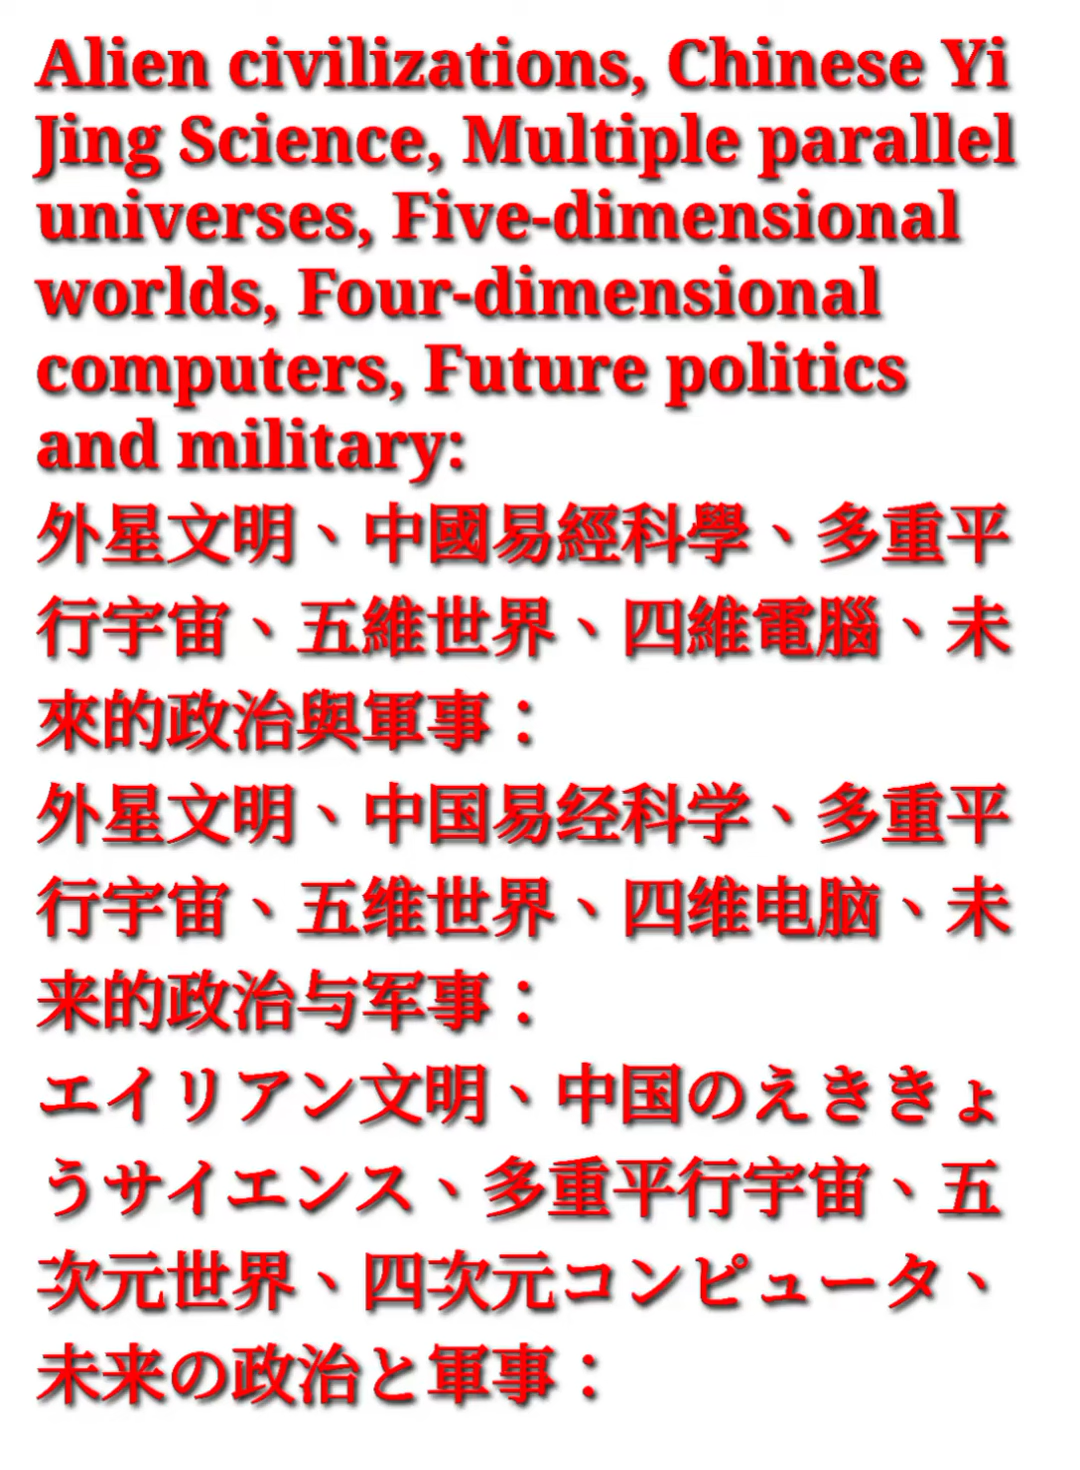 Alien civilizations, Chinese Yi
Jing Science, Multiple parallel
universes, Five-dimensional
worlds, Four-dimensional
computers, Future politics
and military:
外星文明、中國易經科學、多重平
行宇宙、五維世界、四維電腦、未
來的政治與軍事：
外星文明、中国易经科学、多重平
行宇宙、五维世界、四维电脑、未
来的政治与军事：
エイリアン文明、中国のえききょ
うサイエンス、多重平行宇宙、五
次元世界、四次元コンピュータ、
未来の政治と軍事：